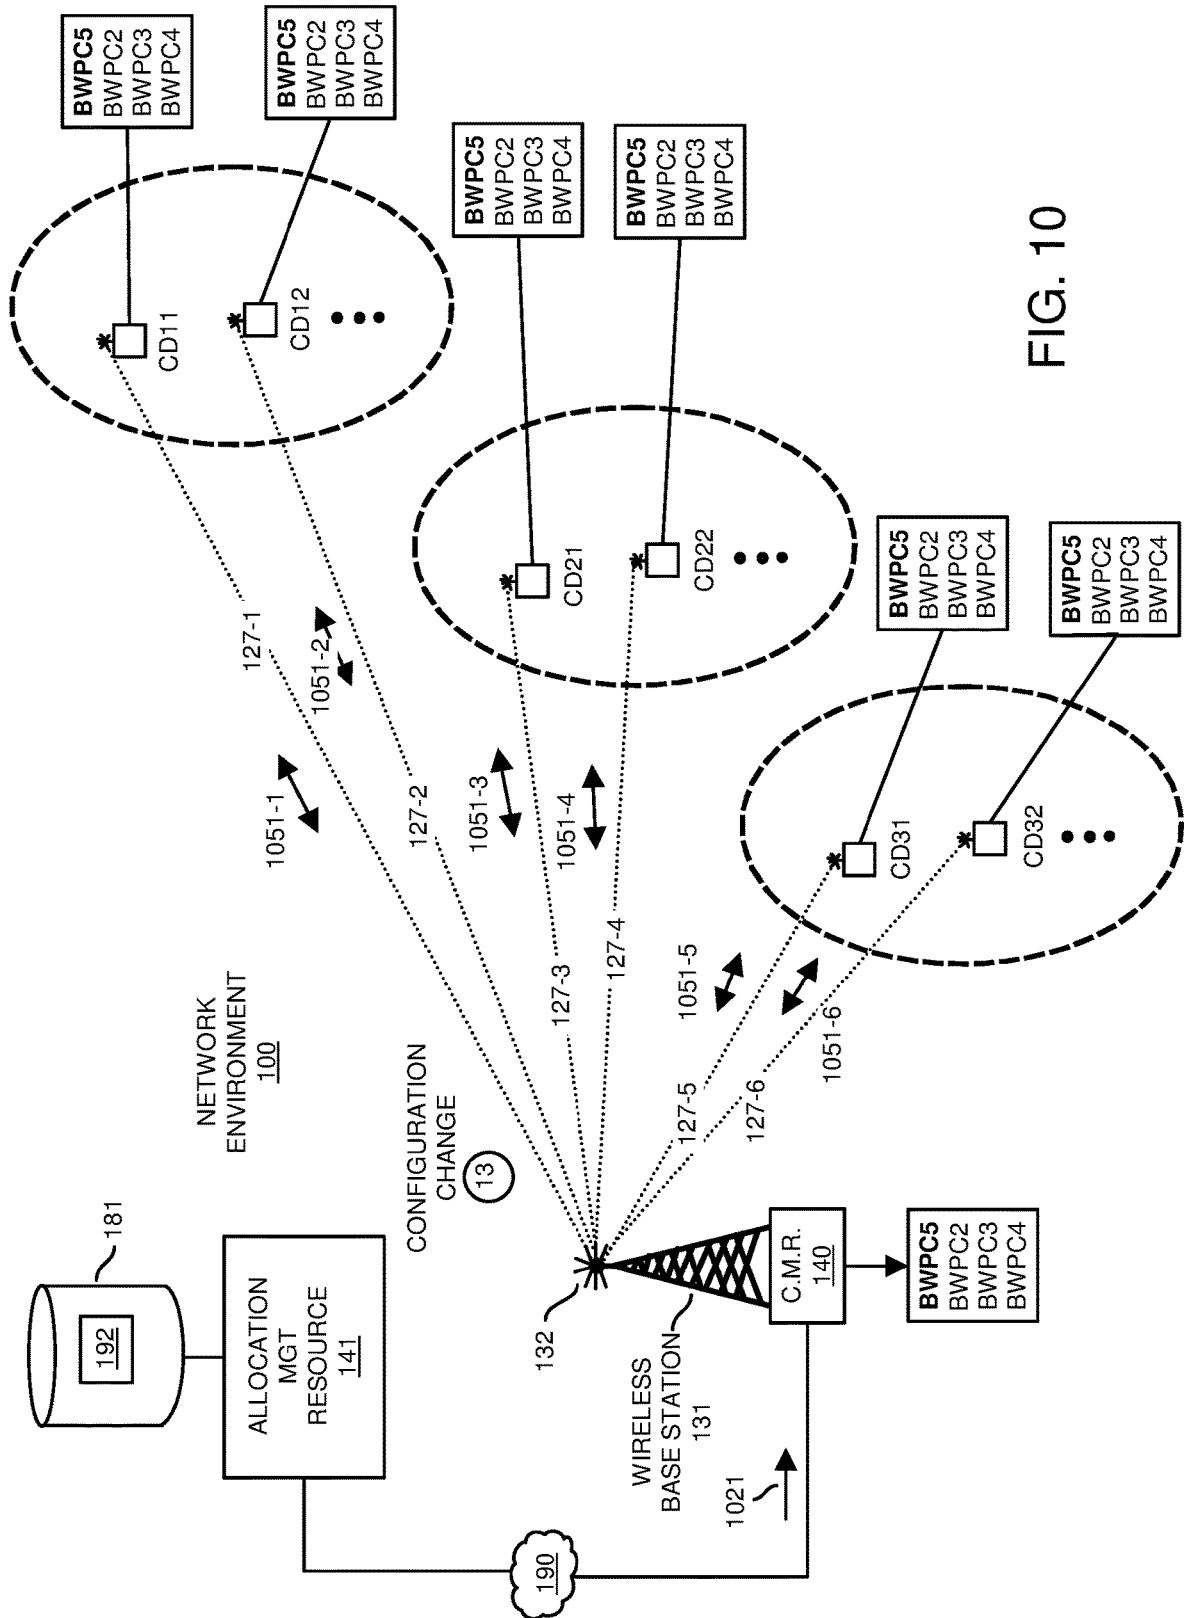 181
192
ALLOCATION
MGT
RESOURCE
141
190
NETWORK
ENVIRONMENT
100
CONFIGURATION
CHANGE
13
132
WIRELESS
BASE STATION
131
1021
C.M.R.
140
BWPC5
BWPC2
BWPC3
BWPC4
127-1
1051-1
1051-2
127-2
1051-3
127-3
1051-4
127-4
1051-5
127-5
127-6
1051-6
CD11
BWPC5
BWPC2
BWPC3
BWPC4
CD12
BWPC5
BWPC2
BWPC3
BWPC4
CD21
BWPC5
BWPC2
BWPC3
BWPC4
CD22
BWPC5
BWPC2
BWPC3
BWPC4
CD31
BWPC5
BWPC2
BWPC3
BWPC4
CD32
BWPC5
BWPC2
BWPC3
BWPC4
FIG. 10